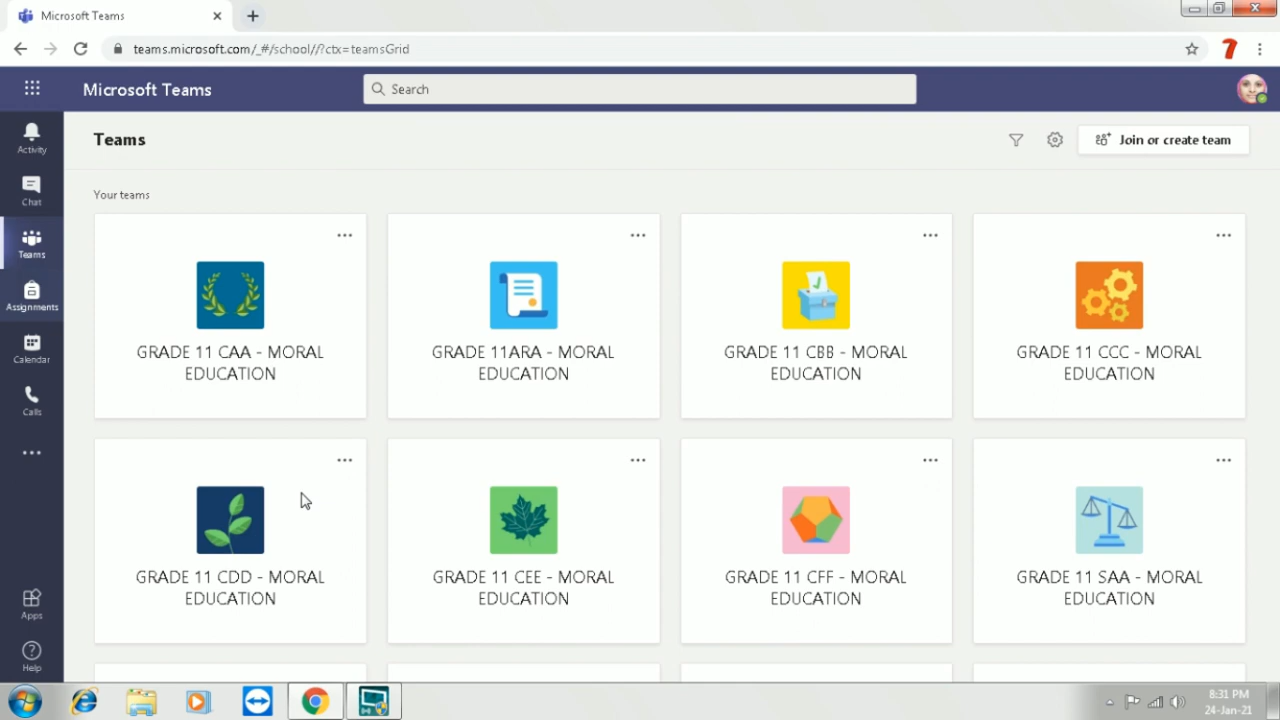 Microsoft Teams
teams.microsoft.com/_#/school//?ctx=teamsGrid
7
Microsoft Teams
Search
Activity
Chat
Teams
Assignments
Calendar
Calls
Apps
Help
Teams
Join or create team
Your teams
GRADE 11 CAA - MORAL
EDUCATION
GRADE 11ARA - MORAL
EDUCATION
GRADE 11 CBB - MORAL
EDUCATION
GRADE 11 CCC - MORAL
EDUCATION
GRADE 11 CDD - MORAL
EDUCATION
GRADE 11 CEE - MORAL
EDUCATION
GRADE 11 CFF - MORAL
EDUCATION
GRADE 11 SAA - MORAL
EDUCATION
8:31 PM
24-Jan-21